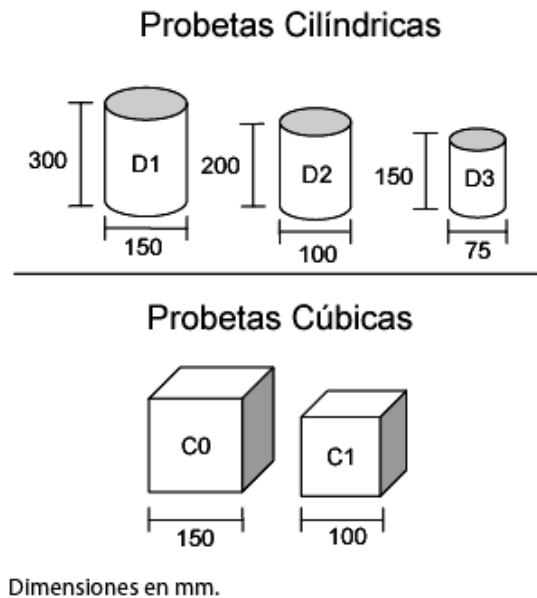 Probetas Cilíndricas
300 D1 200 D2 150 D3
150 100 75
Probetas Cúbicas
C0 C1
150 100
Dimensiones en mm.